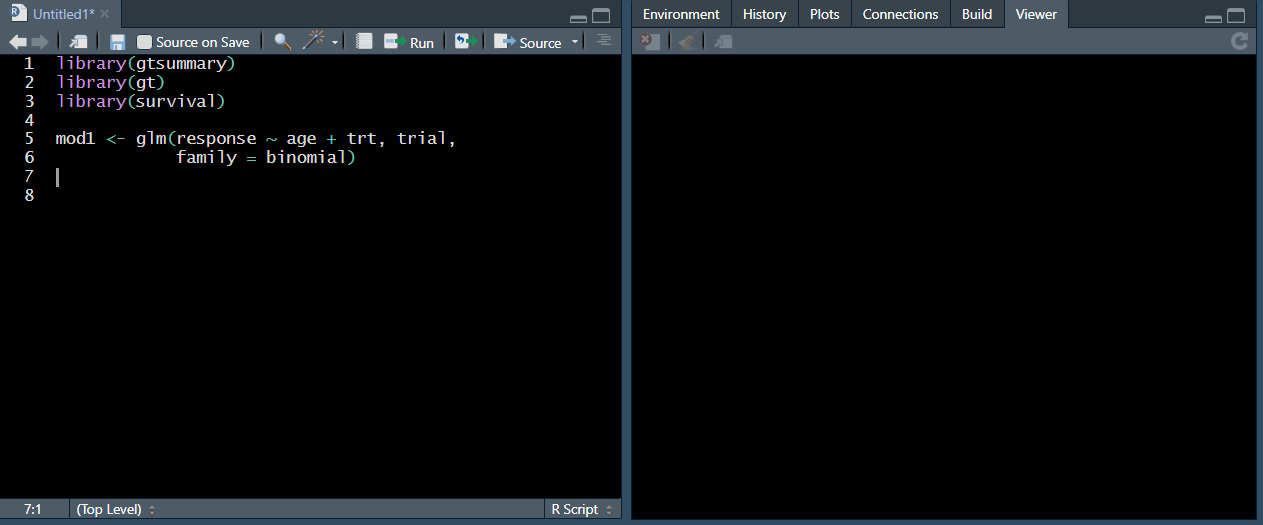 Untitled1*
Environment History Plots Connections Build Viewer
Source on Save Run Source
1 library(gtsummary)
2 library(gt)
3 library(survival)
4
5 mod1 <- glm(response ~ age + trt, trial,
6             family = binomial)
7
8
7:1 (Top Level) R Script